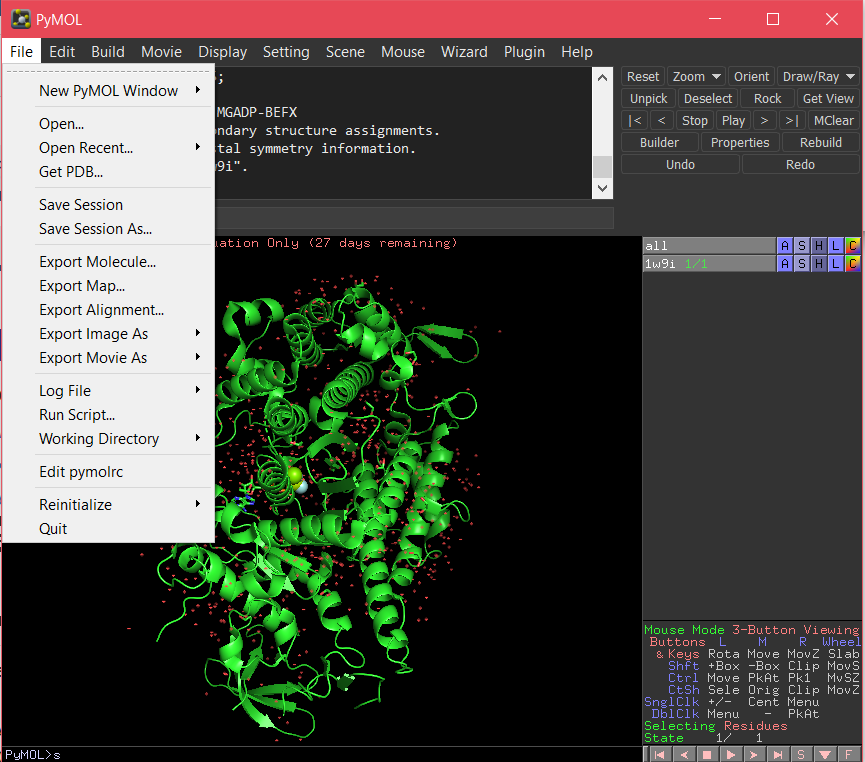 PyMOL
File Edit Build Movie Display Setting Scene Mouse Wizard Plugin Help
New PyMOL Window
Open...
Open Recent...
Get PDB...
Save Session
Save Session As...
Export Molecule...
Export Map...
Export Alignment...
Export Image As
Export Movie As
Log File
Run Script...
Working Directory
Edit pymolrc
Reinitialize
Quit
;
MGADP-BEFX
ondary structure assignments.
stal symmetry information.
w9i".
Reset Zoom Orient Draw/Ray
Unpick Deselect Rock Get View
|< < Stop Play > >| MClear
Builder Properties Rebuild
Undo Redo
uation Only (27 days remaining)
all A S H L C
1w9i 1/1 A S H L C
Mouse Mode 3-Button Viewing
Buttons L M R Wheel
& Keys Rota Move MovZ Slab
Shft +Box -Box Clip MovS
Ctrl Move PkAt Pk1 MvSZ
CtSh Sele Orig Clip MovZ
SnglClk +/- Cent Menu
DblClk Menu - PkAt
Selecting Residues
State 1/ 1
PyMOL>s
S F